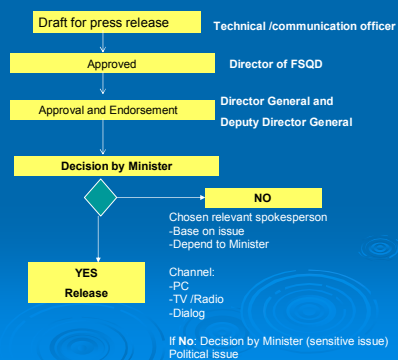 Draft for press release
Technical /communication officer
Approved
Director of FSQD
Approval and Endorsement
Director General and
Deputy Director General
Decision by Minister
NO
Chosen relevant spokesperson
-Base on issue
-Depend to Minister
YES
Release
Channel:
-PC
-TV /Radio
-Dialog
If No: Decision by Minister (sensitive issue)
Political issue